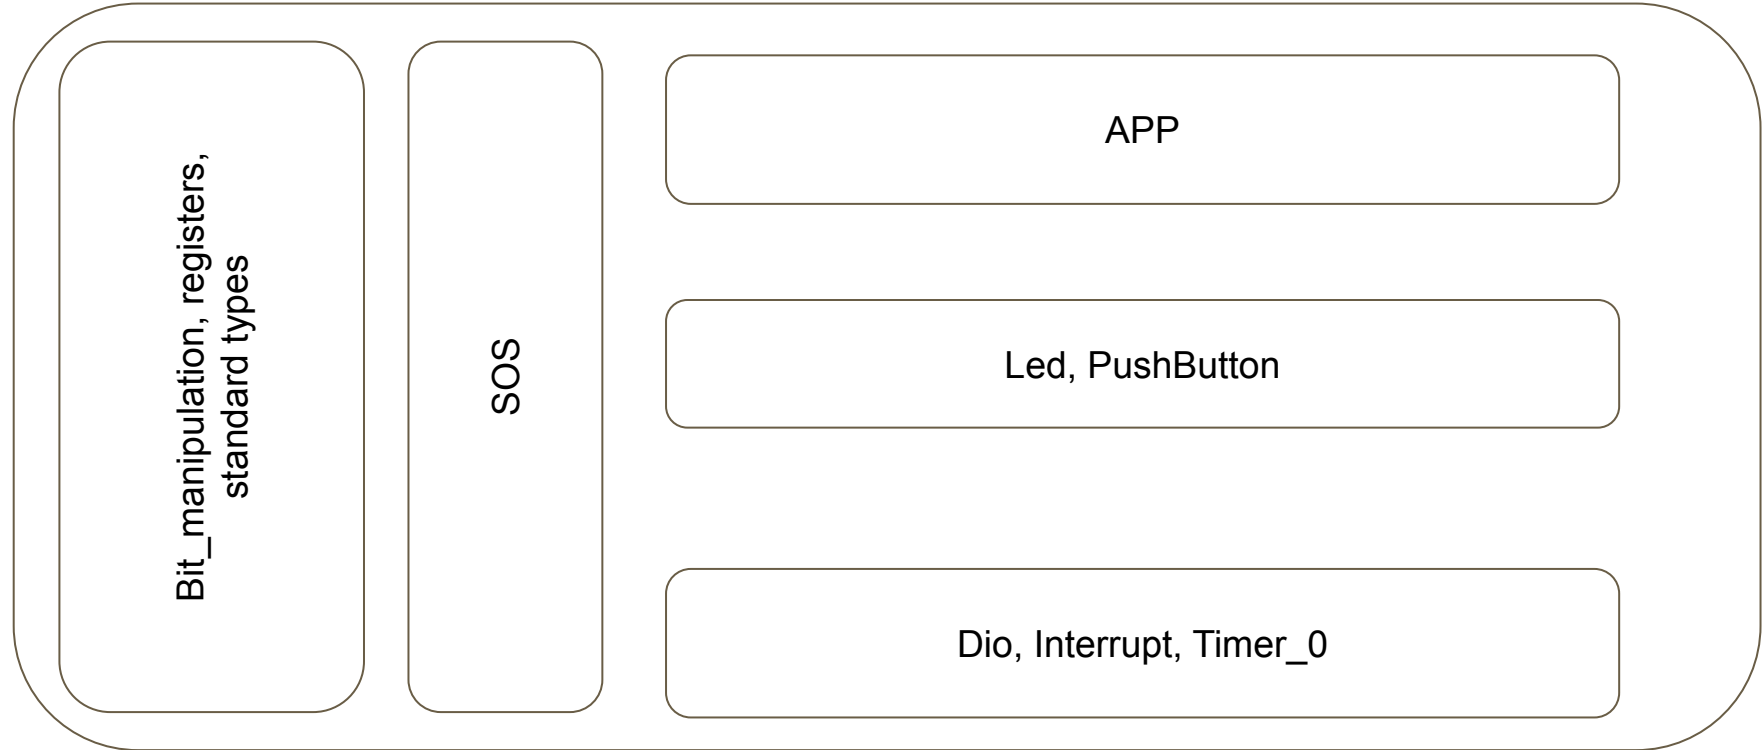 Bit_manipulation, registers,
standard types
SOS
APP
Led, PushButton
Dio, Interrupt, Timer_0